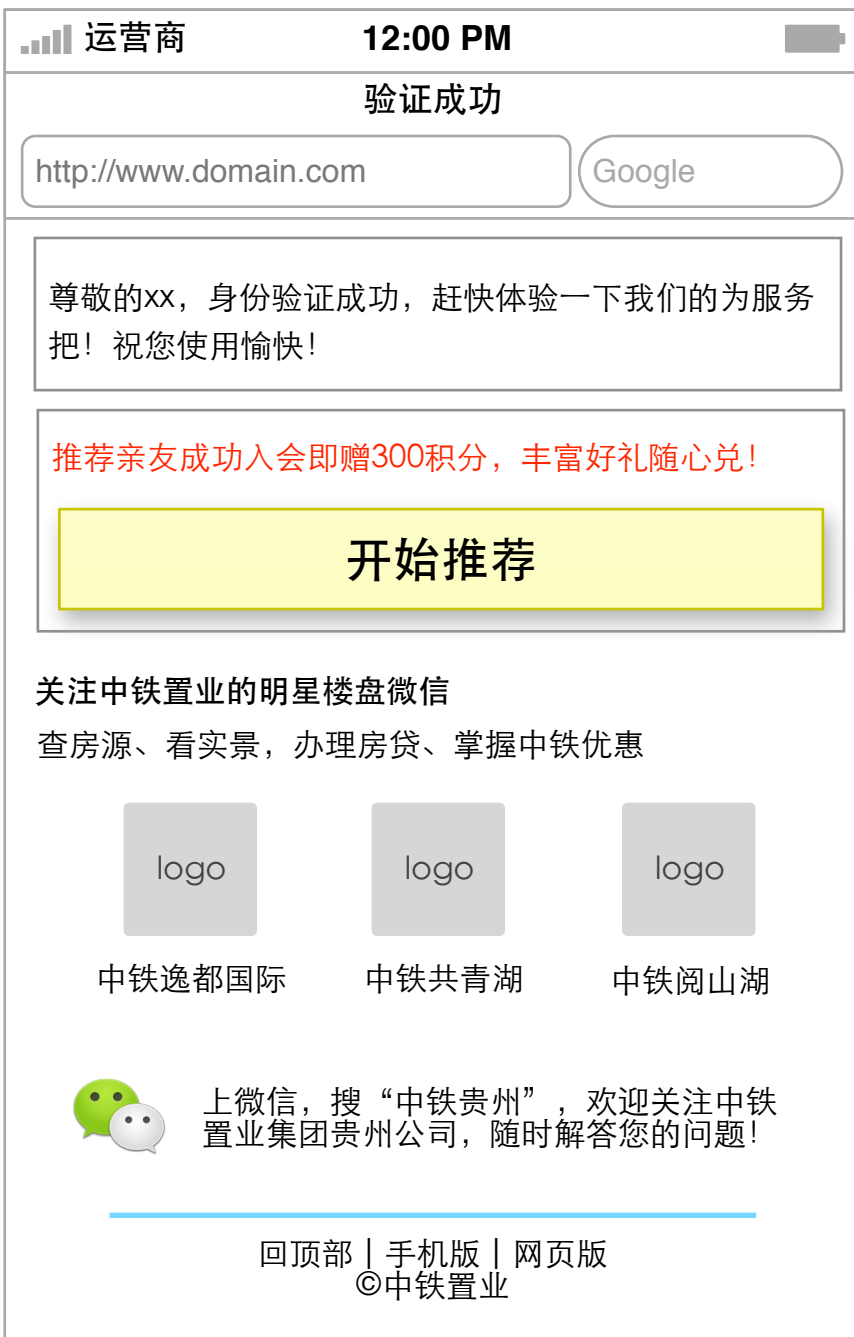 运营商 12:00 PM
验证成功
http://www.domain.com Google
尊敬的xx，身份验证成功，赶快体验一下我们的为服务
把！祝您使用愉快！
推荐亲友成功入会即赠300积分，丰富好礼随心兑！
开始推荐
关注中铁置业的明星楼盘微信
查房源、看实景，办理房贷、掌握中铁优惠
logo logo logo
中铁逸都国际 中铁共青湖 中铁阅山湖
上微信，搜“中铁贵州”，欢迎关注中铁
置业集团贵州公司，随时解答您的问题！
回顶部 | 手机版 | 网页版
©中铁置业